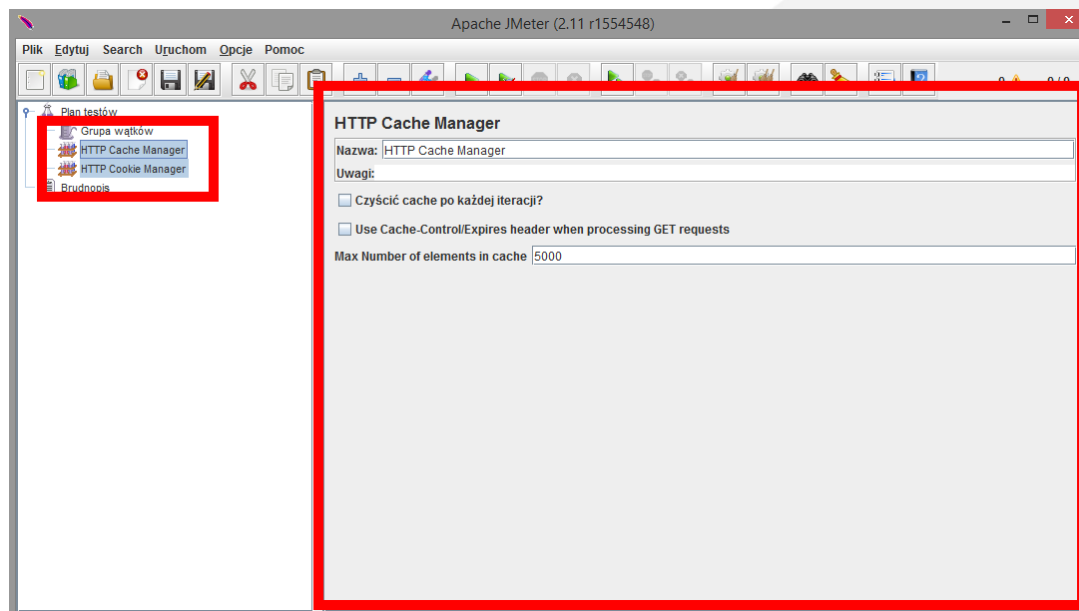 Apache JMeter (2.11 r1554548)
Plik Edytuj Search Uruchom Opcje Pomoc
Plan testów
Grupa wątków
HTTP Cache Manager
HTTP Cookie Manager
Brudnopis
HTTP Cache Manager
Nazwa: HTTP Cache Manager
Uwagi:
Czyścić cache po każdej iteracji?
Use Cache-Control/Expires header when processing GET requests
Max Number of elements in cache 5000